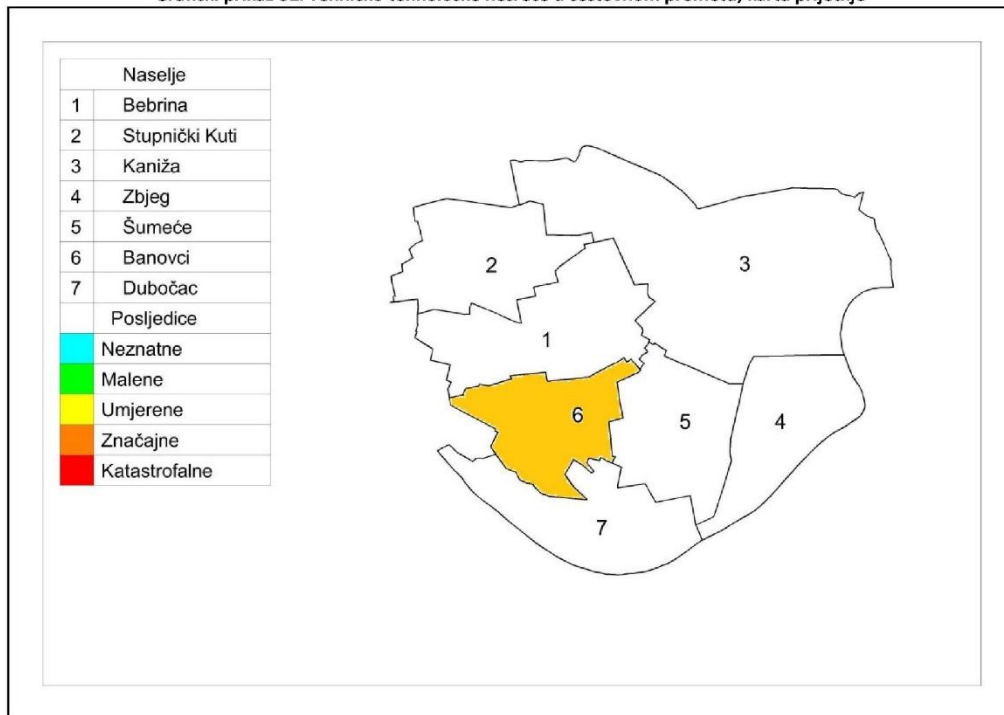 Naselje
1 Bebrina
2 Stupnički Kuti
3 Kaniža
4 Zbjeg
5 Šumeće
6 Banovci
7 Dubočac
Posljedice
Neznatne
Malene
Umjerene
Značajne
Katastrofalne
3
2
1
6
5
4
7